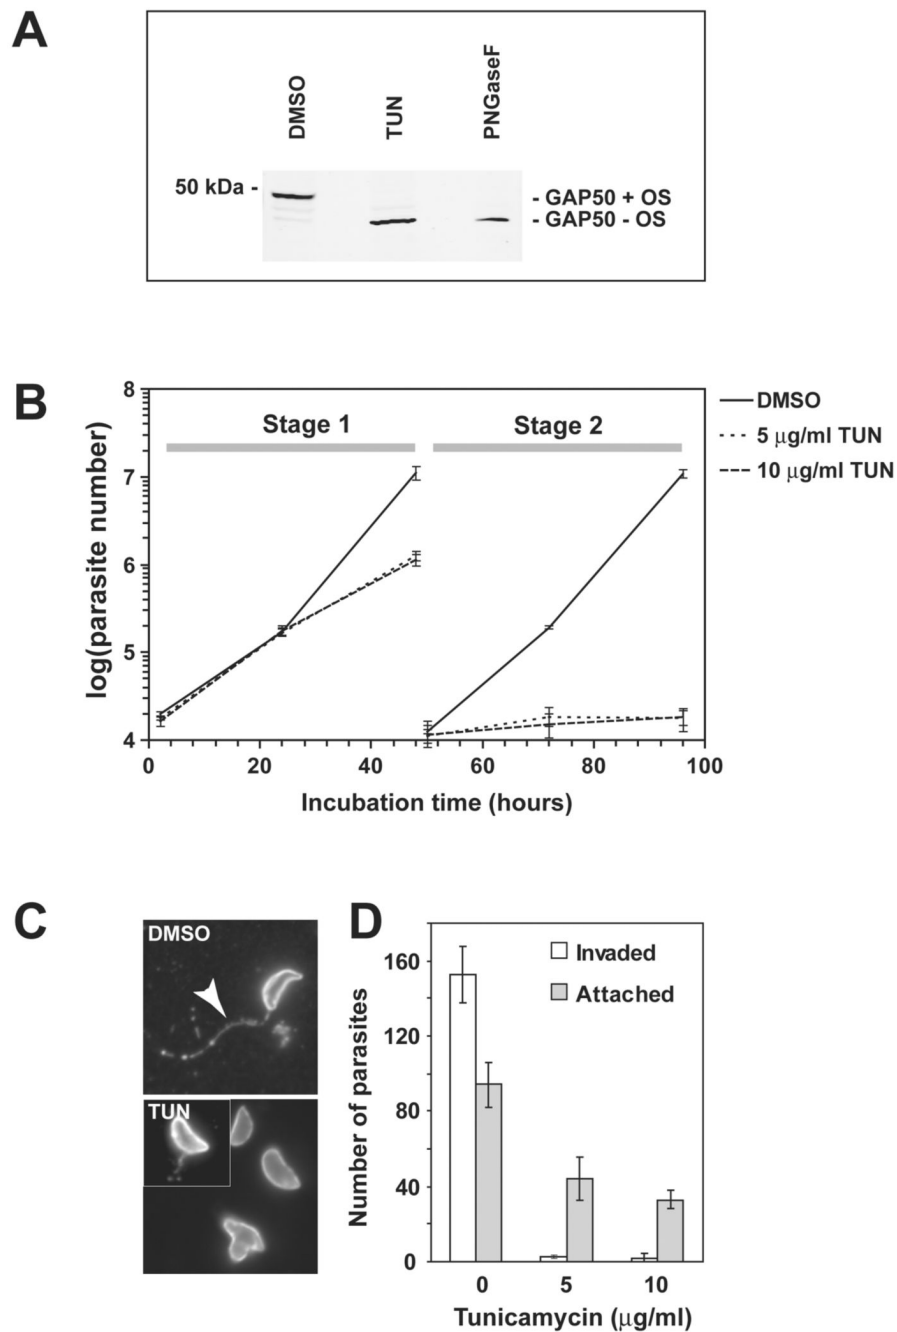 A
DMSO
TUN
PNGaseF
50 kDa -
- GAP50 + OS
- GAP50 - OS
B
log(parasite number)
8
7
6
5
4
Stage 1
Stage 2
DMSO
5 μg/ml TUN
10 μg/ml TUN
0 20 40 60 80 100
Incubation time (hours)
C
DMSO
TUN
D
Number of parasites
160
120
80
40
0
Invaded
Attached
0 5 10
Tunicamycin (μg/ml)